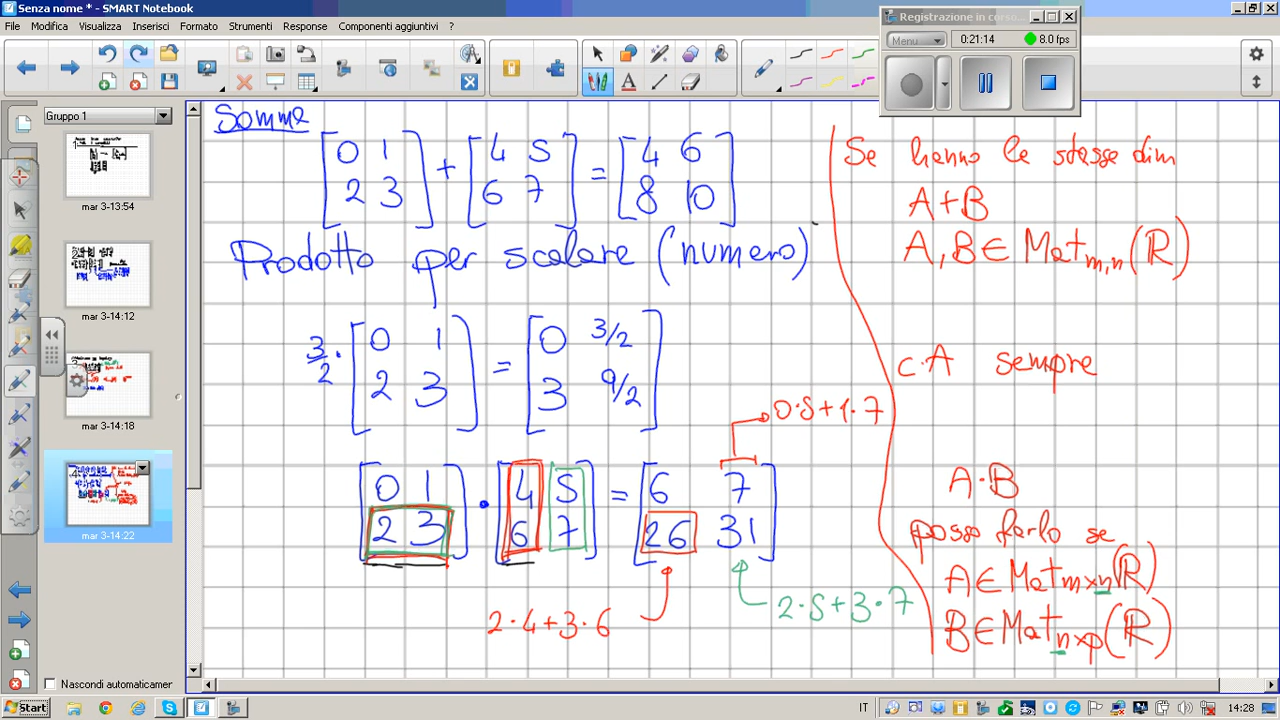 Senza nome * - SMART Notebook
File Modifica Visualizza Inserisci Formato Strumenti Response Componenti aggiuntivi ?
Registrazione in corso...
Menu 0:21:14 8.0 fps
Gruppo 1
mar 3-13:54
mar 3-14:12
mar 3-14:18
mar 3-14:22
Nascondi automaticamer
Somme
[0 1
2 3] + [4 5
6 7] = [4 6
8 10]
Prodotto per scalare (numero)
3/2 · [0 1
2 3] = [0 3/2
3 9/2]
0·5+1·7
[0 1
2 3] · [4 5
6 7] = [6 7
26 31]
2·4+3·6
2·5+3·7
Se hanno le stesse dim
A+B
A,B∈Mat m,n (R)
c·A sempre
A·B
posso farlo se
A∈Mat m×n (R)
B∈Mat n×p (R)
Start
IT 14:28